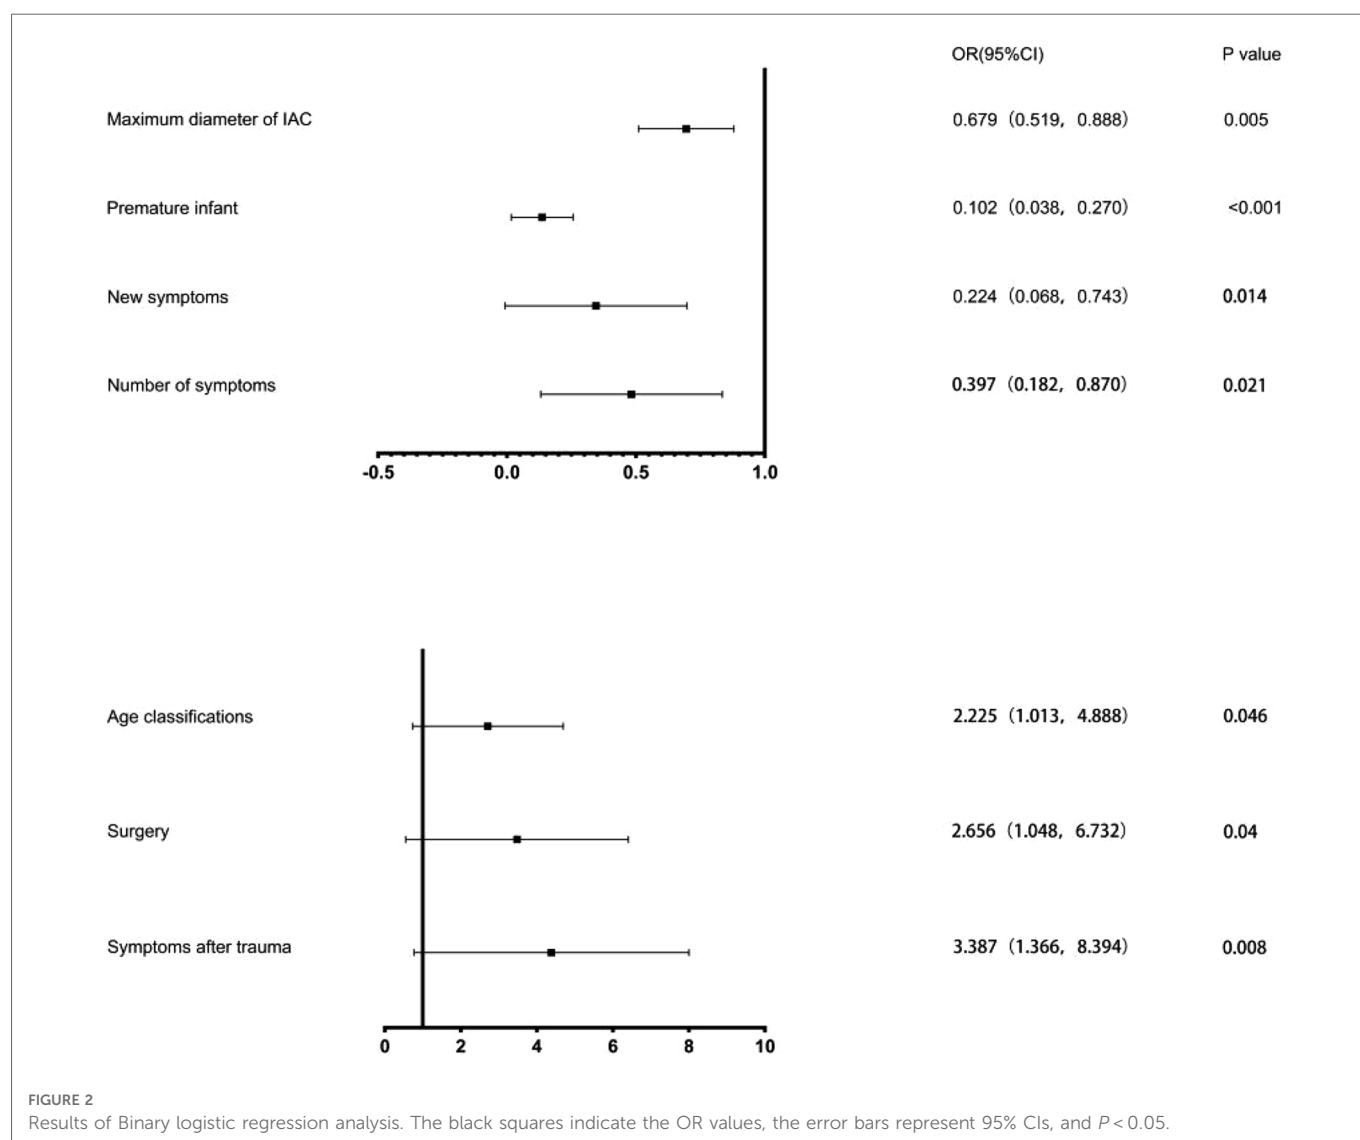 OR(95%CI) P value
Maximum diameter of IAC 0.679 (0.519, 0.888) 0.005
Premature infant 0.102 (0.038, 0.270) <0.001
New symptoms 0.224 (0.068, 0.743) 0.014
Number of symptoms 0.397 (0.182, 0.870) 0.021
-0.5 0.0 0.5 1.0
Age classifications 2.225 (1.013, 4.888) 0.046
Surgery 2.656 (1.048, 6.732) 0.04
Symptoms after trauma 3.387 (1.366, 8.394) 0.008
0 2 4 6 8 10
FIGURE 2
Results of Binary logistic regression analysis. The black squares indicate the OR values, the error bars represent 95% CIs, and P < 0.05.